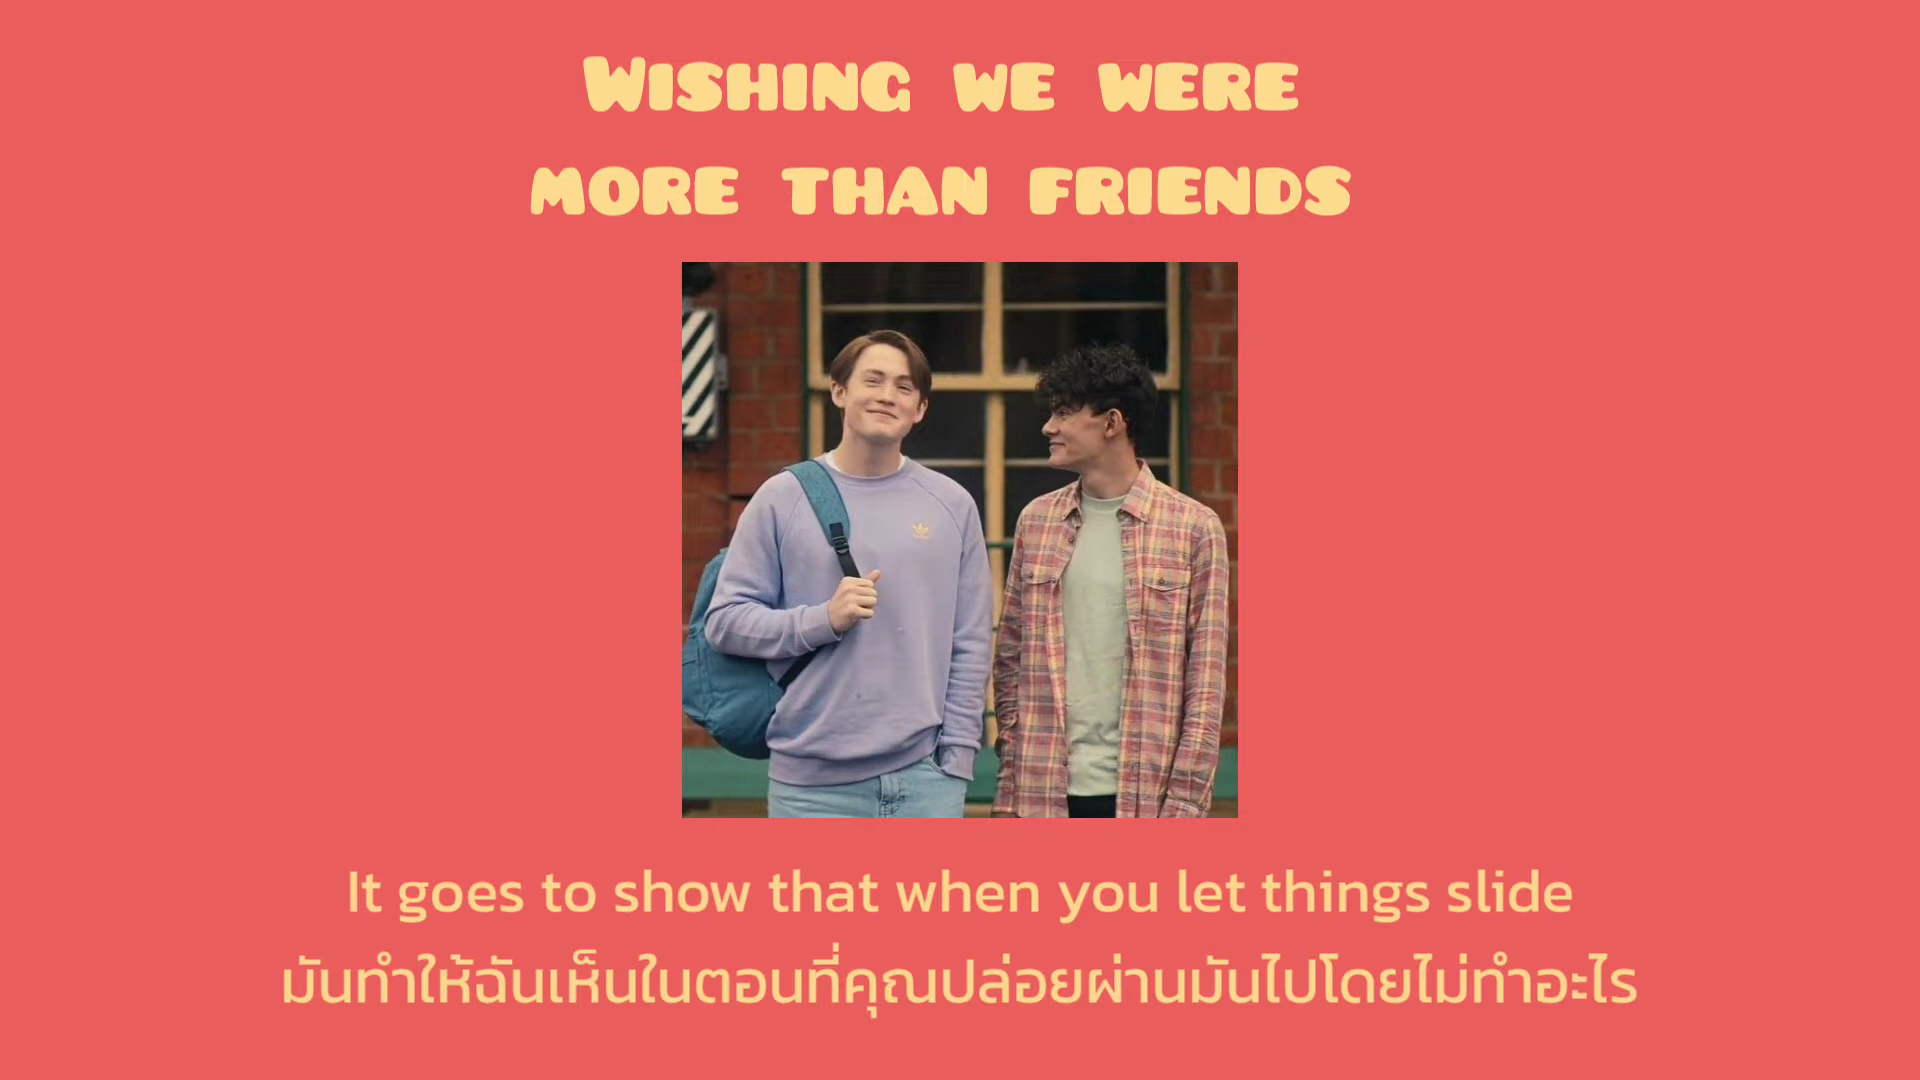 WISHING WE WERE
MORE THAN FRIENDS
It goes to show that when you let things slide
มันทำให้ฉันเห็นในตอนที่คุณปล่อยผ่านมันไปโดยไม่ทำอะไร